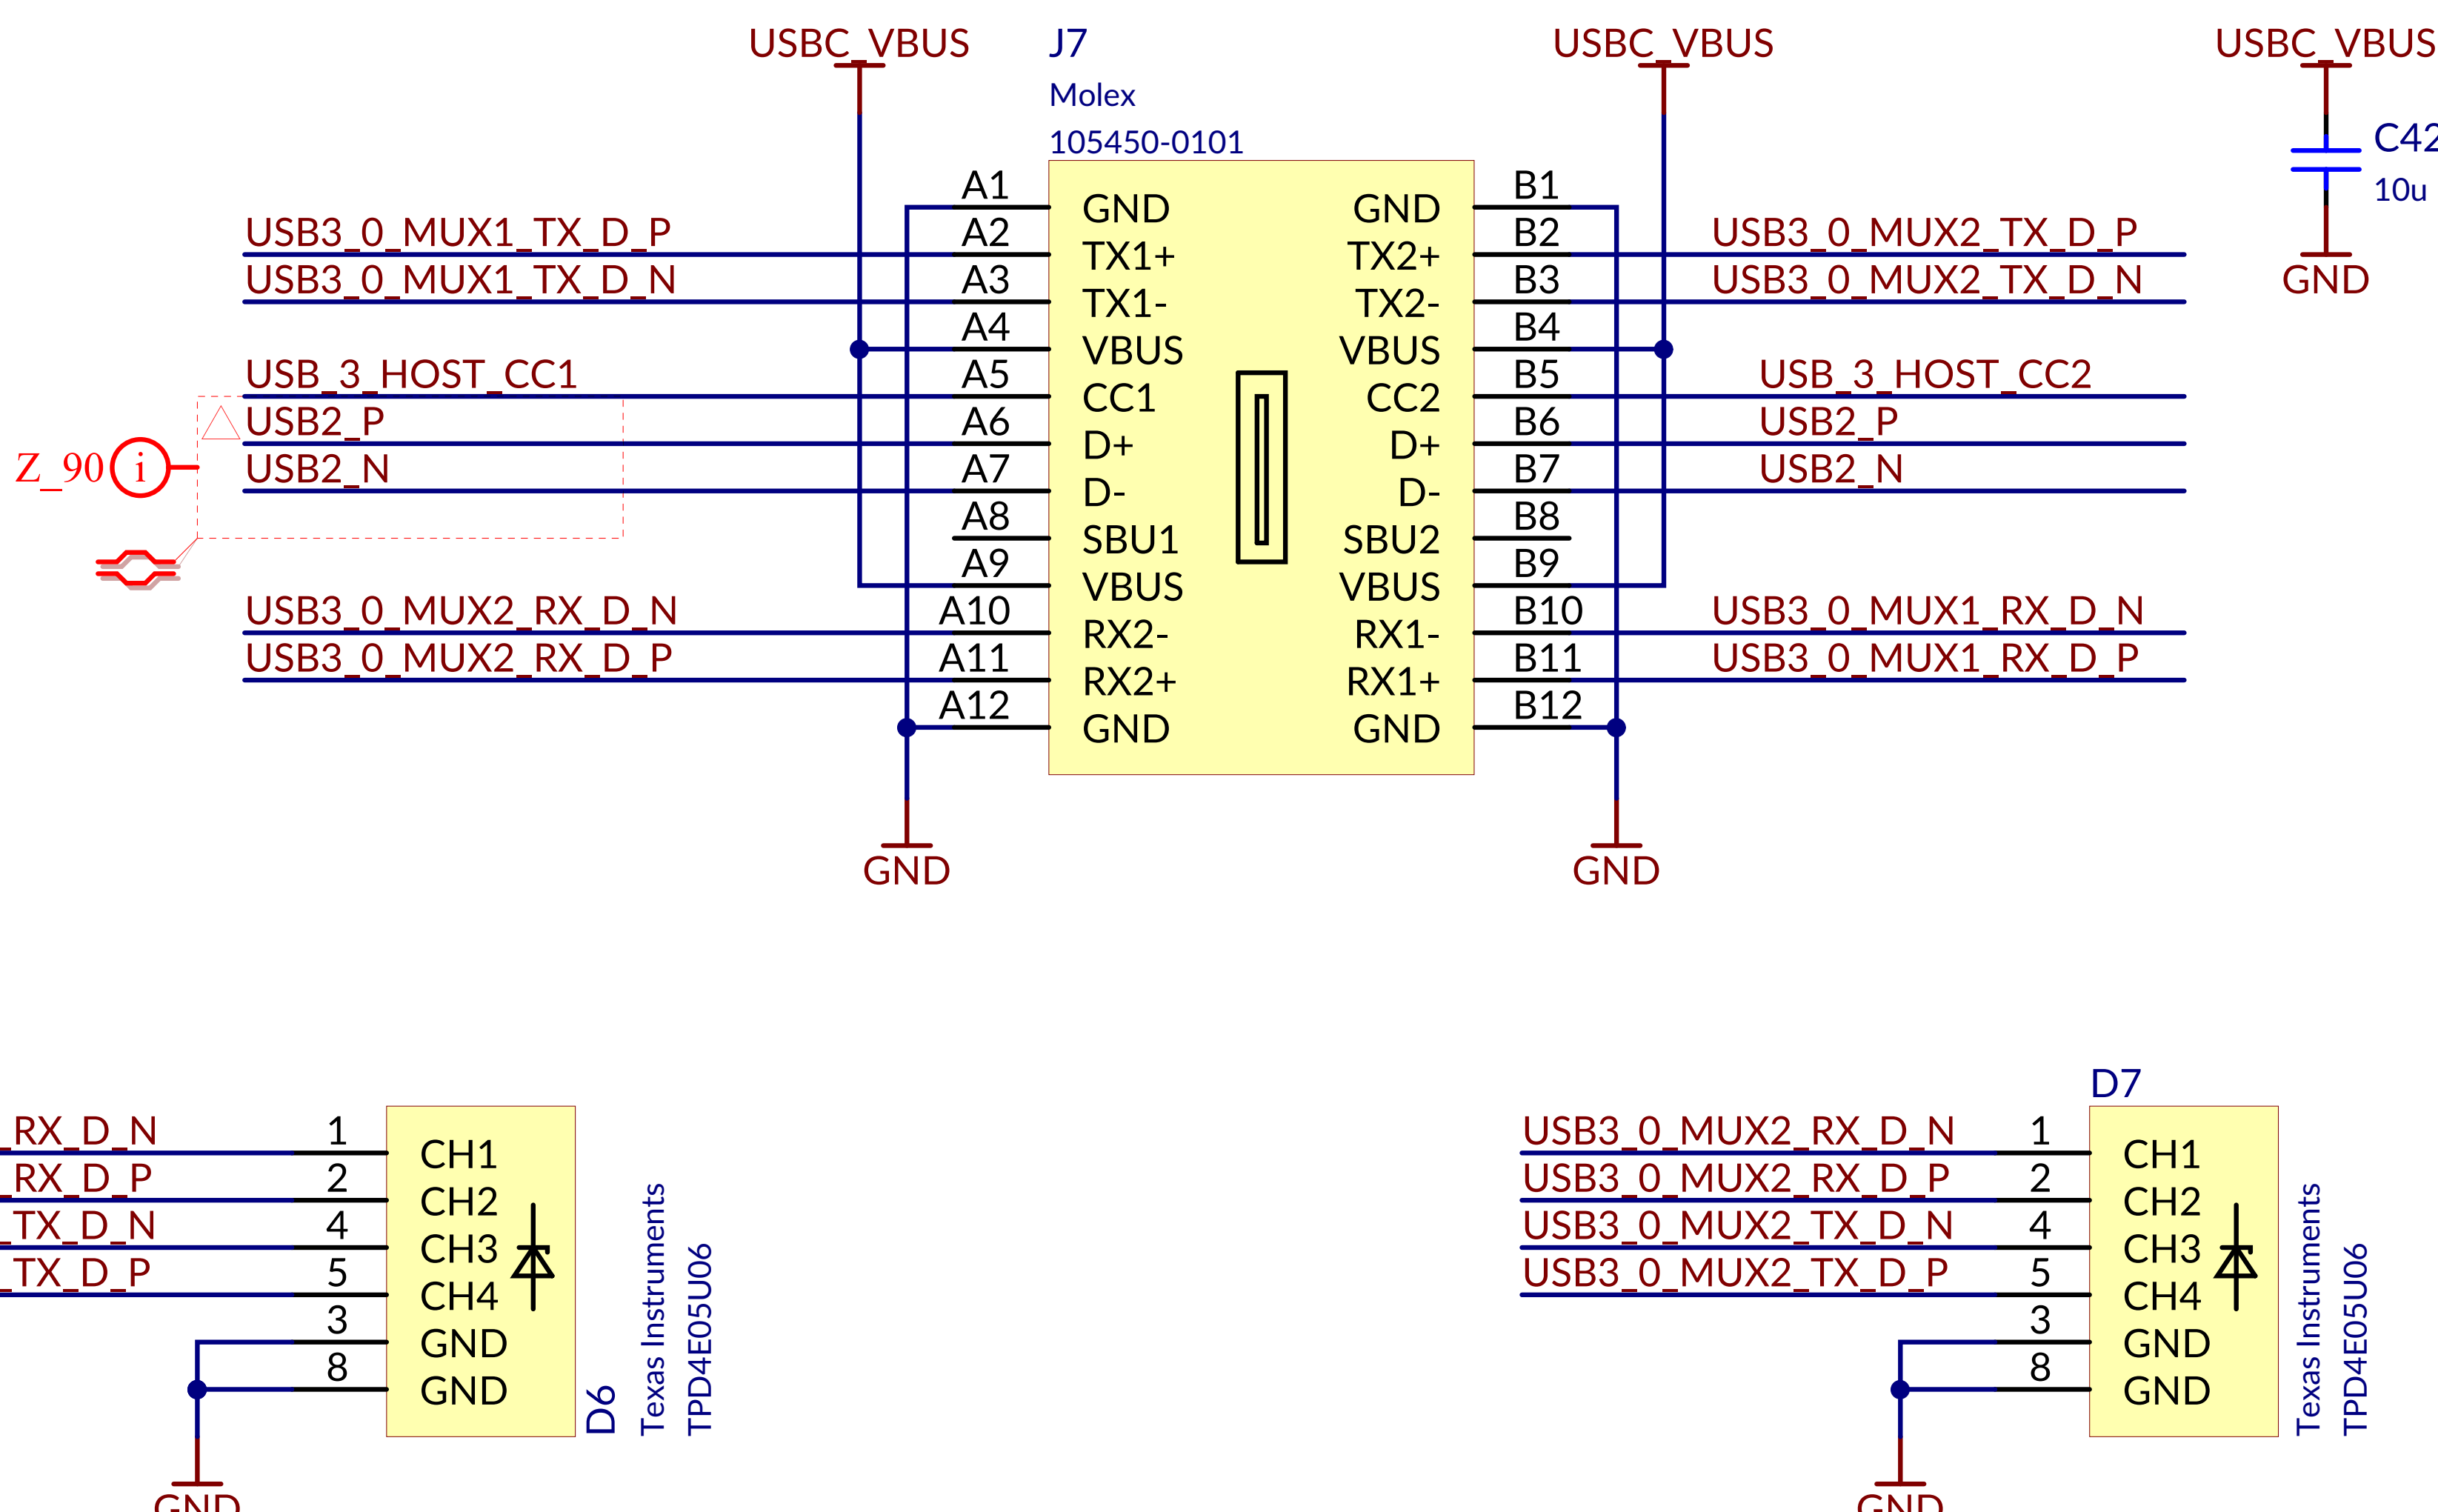 USBC_VBUS
J7
USBC_VBUS
USBC_VBUS
Molex
105450-0101
C42
10u
GND
A1 GND GND B1
USB3_0_MUX1_TX_D_P A2 TX1+ TX2+ B2 USB3_0_MUX2_TX_D_P
USB3_0_MUX1_TX_D_N A3 TX1- TX2- B3 USB3_0_MUX2_TX_D_N
A4 VBUS VBUS B4
USB_3_HOST_CC1 A5 CC1 CC2 B5 USB_3_HOST_CC2
USB2_P A6 D+ D+ B6 USB2_P
Z_90 i
USB2_N A7 D- D- B7 USB2_N
A8 SBU1 SBU2 B8
A9 VBUS VBUS B9
USB3_0_MUX2_RX_D_N A10 RX2- RX1- B10 USB3_0_MUX1_RX_D_N
USB3_0_MUX2_RX_D_P A11 RX2+ RX1+ B11 USB3_0_MUX1_RX_D_P
A12 GND GND B12
GND
GND
_RX_D_N 1 CH1
_RX_D_P 2 CH2
_TX_D_N 4 CH3
_TX_D_P 5 CH4
3 GND
8 GND
D6
Texas Instruments
TPD4E05U06
GND
D7
USB3_0_MUX2_RX_D_N 1 CH1
USB3_0_MUX2_RX_D_P 2 CH2
USB3_0_MUX2_TX_D_N 4 CH3
USB3_0_MUX2_TX_D_P 5 CH4
3 GND
8 GND
Texas Instruments
TPD4E05U06
GND